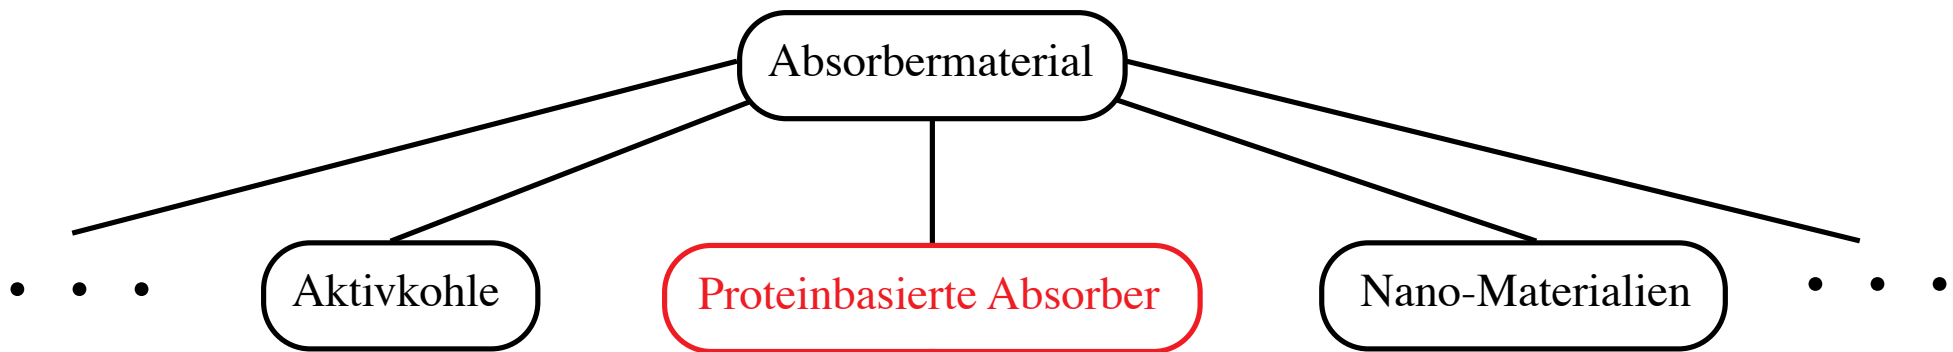 Absorbermaterial
• • •
Aktivkohle
Proteinbasierte Absorber
Nano-Materialien
• • •